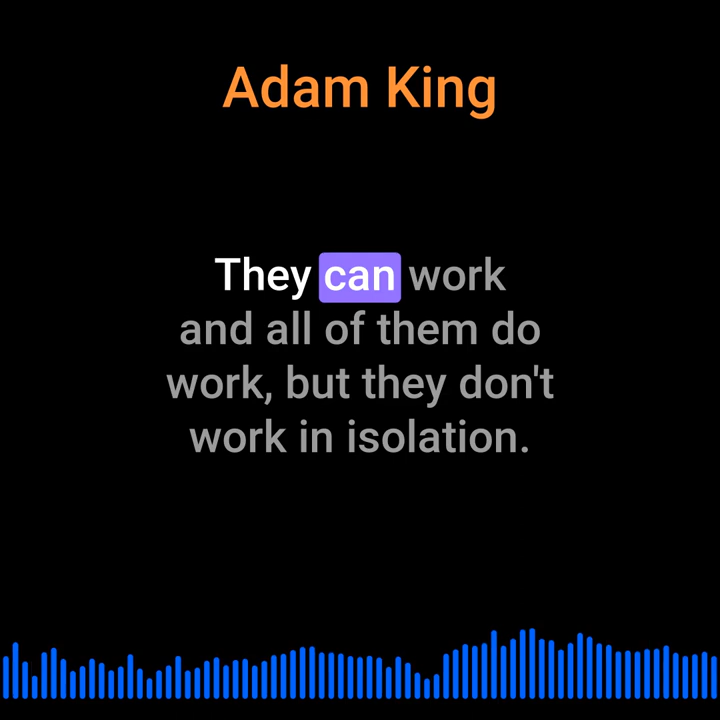 Adam King
They can work
and all of them do
work, but they don't
work in isolation.